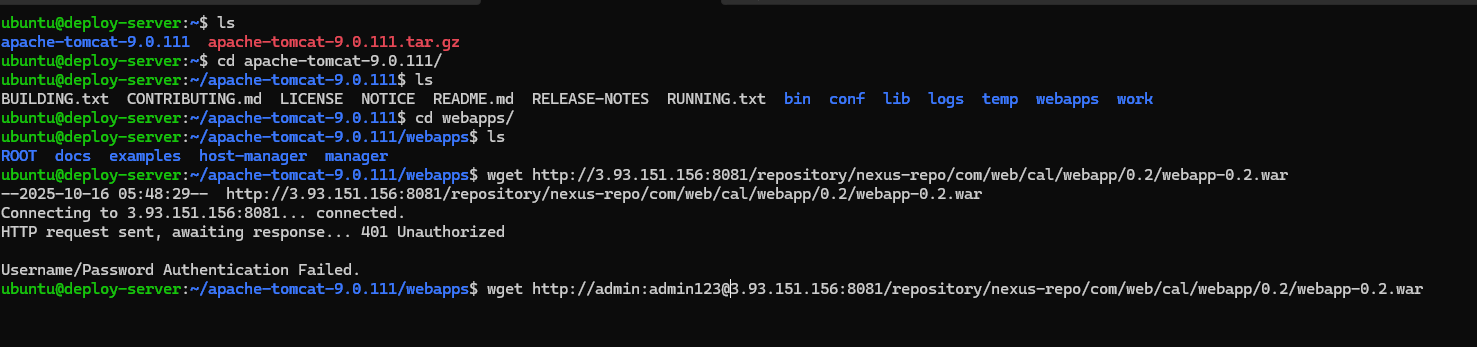 ubuntu@deploy-server:~$ ls
apache-tomcat-9.0.111  apache-tomcat-9.0.111.tar.gz
ubuntu@deploy-server:~$ cd apache-tomcat-9.0.111/
ubuntu@deploy-server:~/apache-tomcat-9.0.111$ ls
BUILDING.txt  CONTRIBUTING.md  LICENSE  NOTICE  README.md  RELEASE-NOTES  RUNNING.txt  bin  conf  lib  logs  temp  webapps  work
ubuntu@deploy-server:~/apache-tomcat-9.0.111$ cd webapps/
ubuntu@deploy-server:~/apache-tomcat-9.0.111/webapps$ ls
ROOT  docs  examples  host-manager  manager
ubuntu@deploy-server:~/apache-tomcat-9.0.111/webapps$ wget http://3.93.151.156:8081/repository/nexus-repo/com/web/cal/webapp/0.2/webapp-0.2.war
--2025-10-16 05:48:29--  http://3.93.151.156:8081/repository/nexus-repo/com/web/cal/webapp/0.2/webapp-0.2.war
Connecting to 3.93.151.156:8081... connected.
HTTP request sent, awaiting response... 401 Unauthorized
Username/Password Authentication Failed.
ubuntu@deploy-server:~/apache-tomcat-9.0.111/webapps$ wget http://admin:admin123@3.93.151.156:8081/repository/nexus-repo/com/web/cal/webapp/0.2/webapp-0.2.war